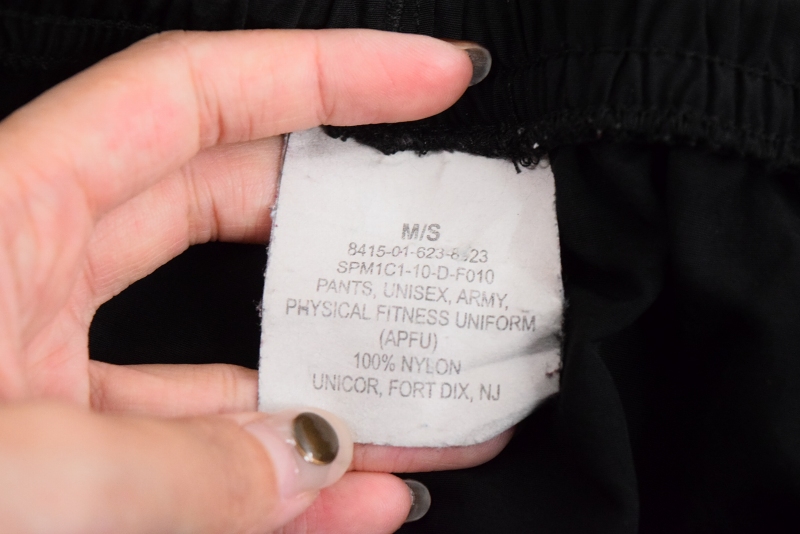 M/S
SPM1C1-10-D-F010
PANTS, UNISEX, ARMY,
PHYSICAL FITNESS UNIFORM
(APFU)
100% NYLON
UNICOR, FORT DIX, NJ